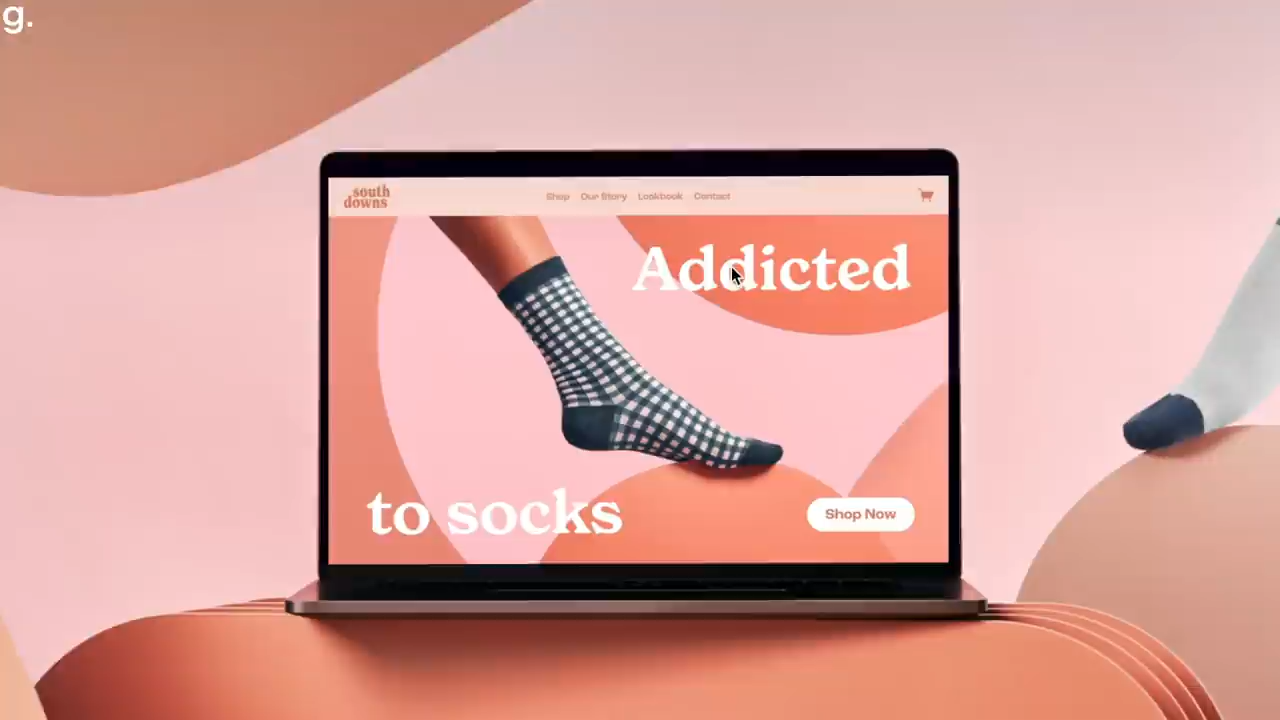 g.
south
downs
Shop Our Story Lookbook Contact
Addicted
to socks
Shop Now